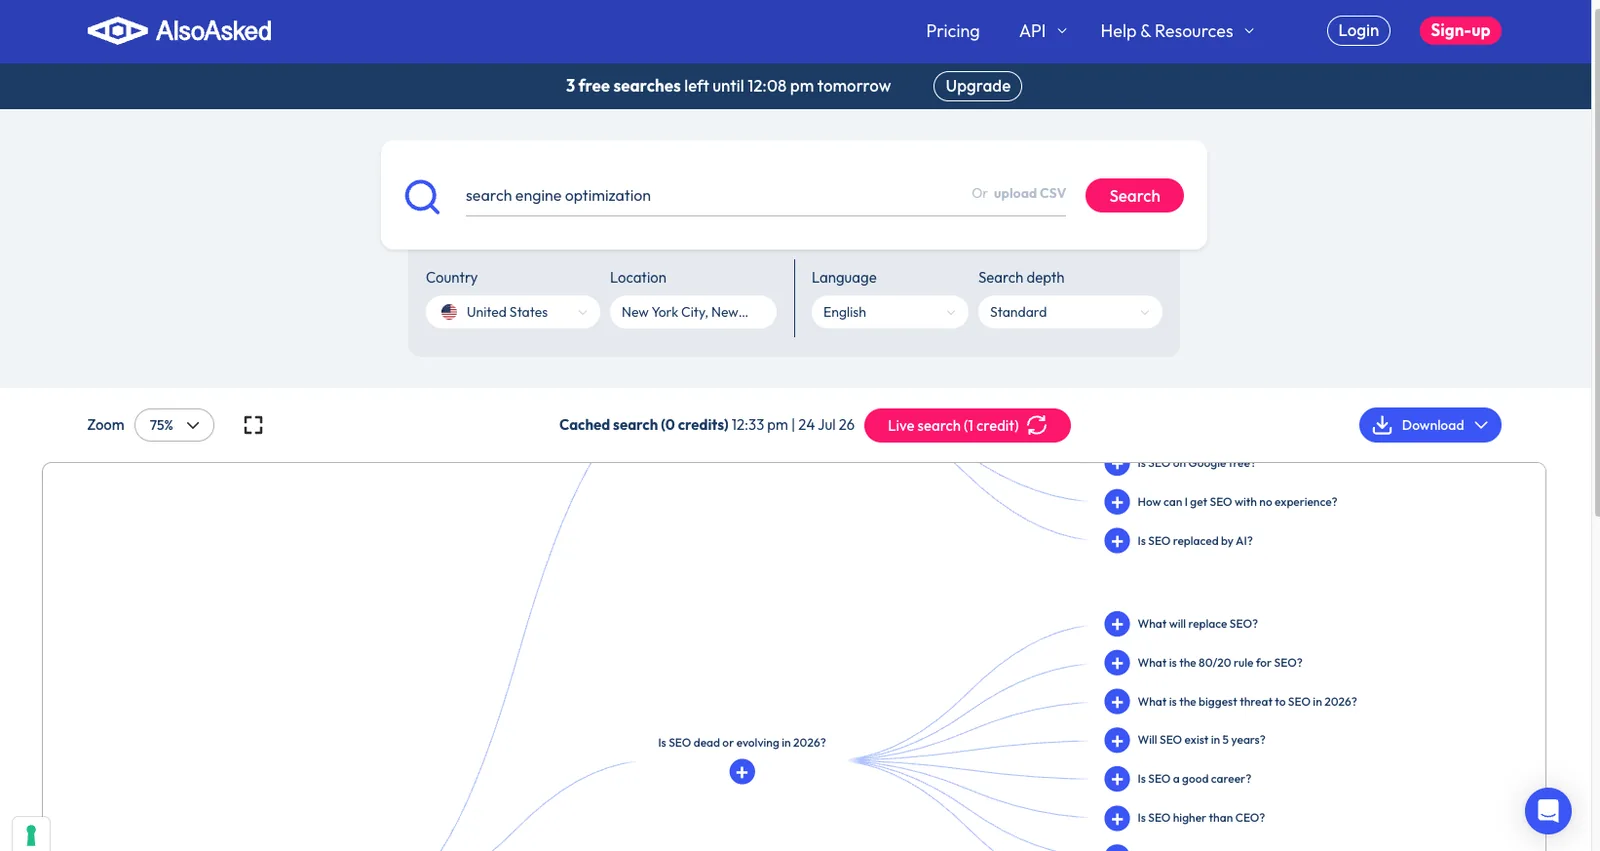 AlsoAsked
Pricing
API
Help & Resources
Login
Sign-up
3 free searches left until 12:08 pm tomorrow
Upgrade
search engine optimization
Or upload CSV
Search
Country
Location
Language
Search depth
United States
New York City, New...
English
Standard
Zoom
75%
Cached search (0 credits) 12:33 pm | 24 Jul 26
Live search (1 credit)
Download
Is SEO on Google free?
How can I get SEO with no experience?
Is SEO replaced by AI?
What will replace SEO?
What is the 80/20 rule for SEO?
What is the biggest threat to SEO in 2026?
Is SEO dead or evolving in 2026?
Will SEO exist in 5 years?
Is SEO a good career?
Is SEO higher than CEO?